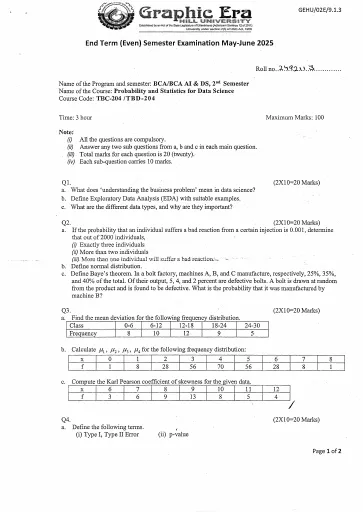 GEHU/02E/9.1.3
Graphic Era
HILL UNIVERSITY
End Term (Even) Semester Examination May-June 2025
Roll no.
Name of the Program and semester: BCA/BCA AI & DS, 2nd Semester
Name of the Course: Probability and Statistics for Data Science
Course Code: TBC-204 /TBD-204
Time: 3 hour Maximum Marks: 100
Note:
(i) All the questions are compulsory.
(ii) Answer any two sub questions from a, b and c in each main question.
(iii) Total marks for each question is 20 (twenty).
(iv) Each sub-question carries 10 marks.
Q1. (2X10=20 Marks)
a. What does 'understanding the business problem' mean in data science?
b. Define Exploratory Data Analysis (EDA) with suitable examples.
c. What are the different data types, and why are they important?
Q2. (2X10=20 Marks)
a. If the probability that an individual suffers a bad reaction from a certain injection is 0.001, determine
that out of 2000 individuals,
(i) Exactly three individuals
(ii) More than two individuals
(iii) More than one individual will suffer a bad reaction.
b. Define normal distribution.
c. Define Baye's theorem. In a bolt factory, machines A, B, and C manufacture, respectively, 25%, 35%,
and 40% of the total. Of their output, 5, 4, and 2 percent are defective bolts. A bolt is drawn at random
from the product and is found to be defective. What is the probability that it was manufactured by
machine B?
Q3. (2X10=20 Marks)
a. Find the mean deviation for the following frequency distribution.
Class 0-6 6-12 12-18 18-24 24-30
Frequency 8 10 12 9 5
b. Calculate μ1, μ2, μ3, μ4 for the following frequency distribution:
x 0 1 2 3 4 5 6 7 8
f 1 8 28 56 70 56 28 8 1
c. Compute the Karl Pearson coefficient of skewness for the given data.
x 6 7 8 9 10 11 12
f 3 6 9 13 8 5 4
Q4. (2X10=20 Marks)
a. Define the following terms.
(i) Type I, Type II Error (ii) p-value
Page 1 of 2